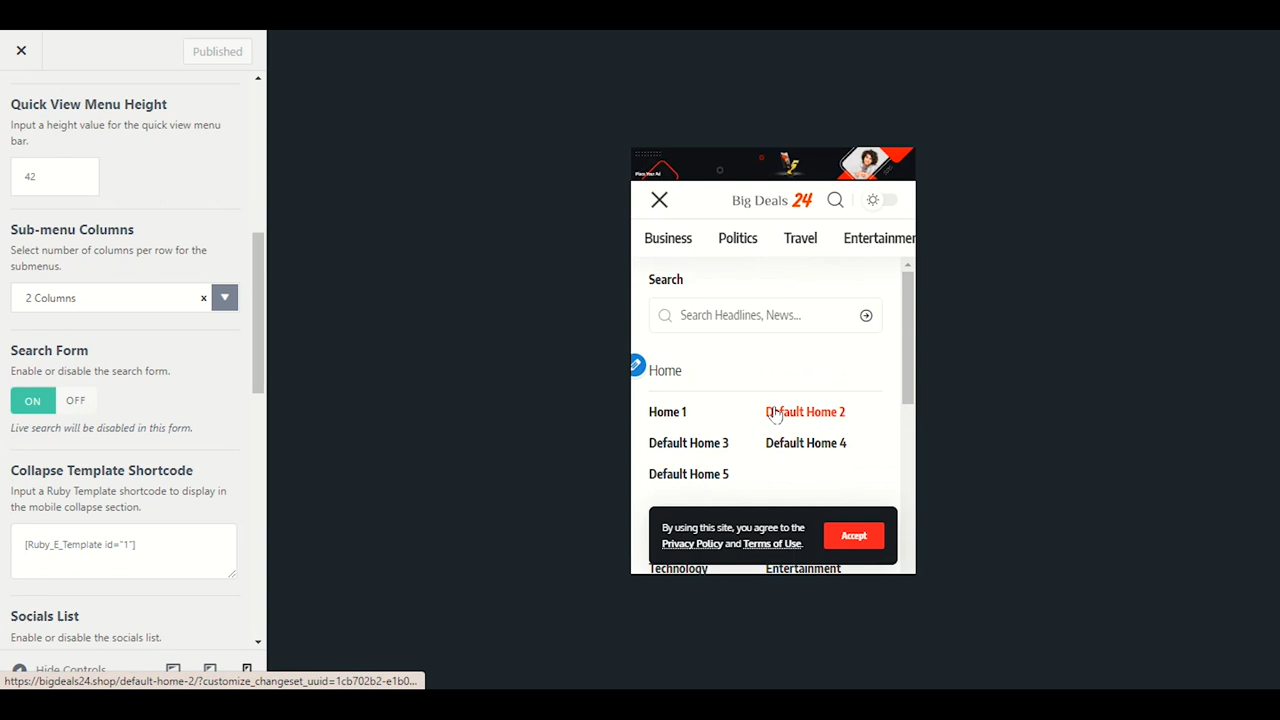 Published
Quick View Menu Height
Input a height value for the quick view menu
bar.
42
Sub-menu Columns
Select number of columns per row for the
submenus.
2 Columns
x
Search Form
Enable or disable the search form.
ON OFF
Live search will be disabled in this form.
Collapse Template Shortcode
Input a Ruby Template shortcode to display in
the mobile collapse section.
[Ruby_E_Template id="1"]
Socials List
Enable or disable the socials list.
Hide Controls
https://bigdeals24.shop/default-home-2/?customize_changeset_uuid=1cb702b2-e1b0...
Place Your Ad
Big Deals 24
Business Politics Travel Entertainmen
Search
Search Headlines, News...
Home
Home 1 Default Home 2
Default Home 3 Default Home 4
Default Home 5
By using this site, you agree to the
Privacy Policy and Terms of Use.
Accept
Technology Entertainment